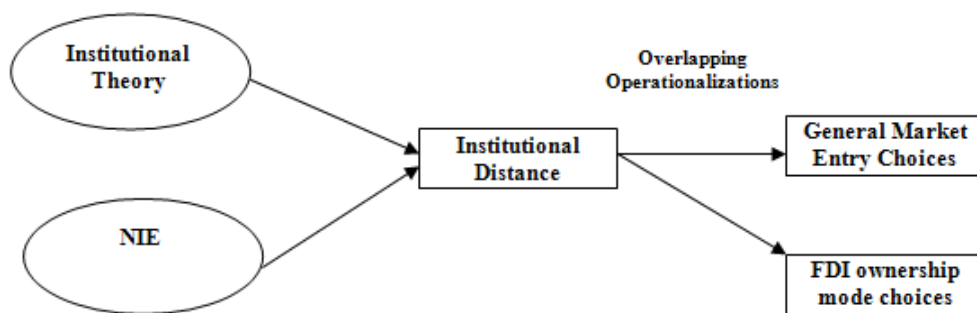 Institutional
Theory
NIE
Institutional
Distance
Overlapping
Operationalizations
General Market
Entry Choices
FDI ownership
mode choices